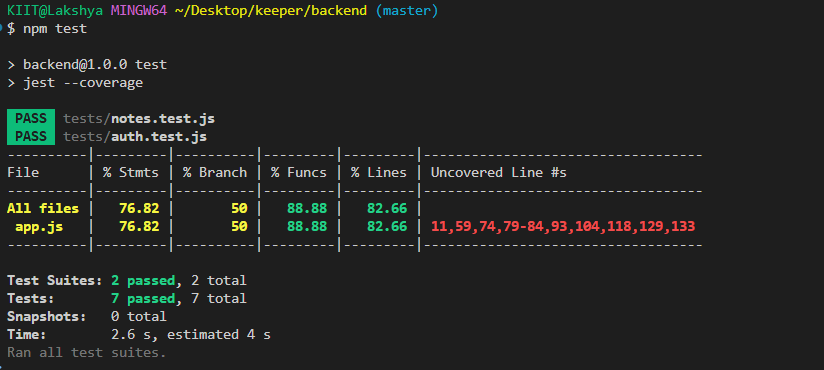 KIIT@Lakshya MINGW64 ~/Desktop/keeper/backend (master)
$ npm test
> backend@1.0.0 test
> jest --coverage
PASS tests/notes.test.js
PASS tests/auth.test.js
----------|---------|----------|---------|---------|-------------------------------
File      | % Stmts | % Branch | % Funcs | % Lines | Uncovered Line #s
----------|---------|----------|---------|---------|-------------------------------
All files |   76.82 |       50 |   88.88 |   82.66 |
 app.js   |   76.82 |       50 |   88.88 |   82.66 | 11,59,74,79-84,93,104,118,129,133
----------|---------|----------|---------|---------|-------------------------------
Test Suites: 2 passed, 2 total
Tests:       7 passed, 7 total
Snapshots:   0 total
Time:        2.6 s, estimated 4 s
Ran all test suites.